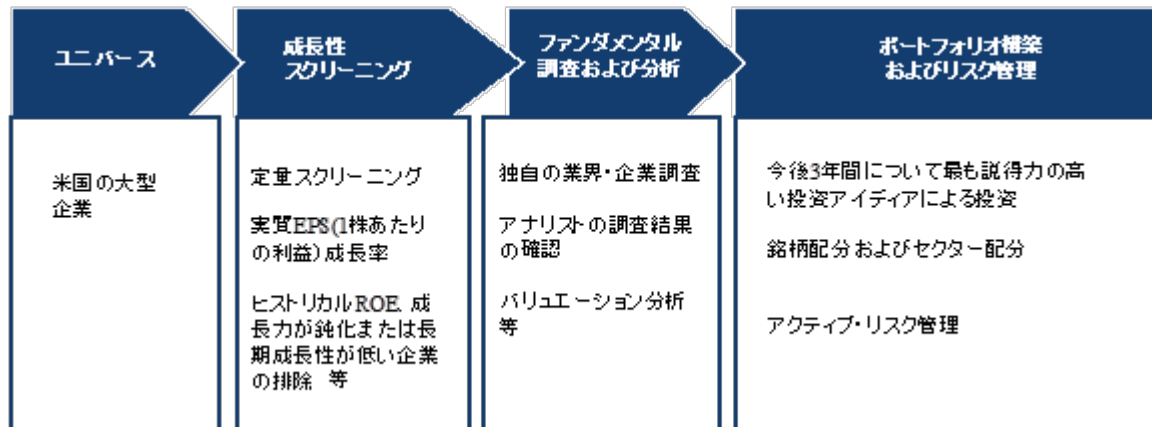 ユニバース
成長性
スクリーニング
ファンダメンタル
調査および分析
ポートフォリオ構築
およびリスク管理
米国の大型
企業
定量スクリーニング
実質EPS(1株あたり
の利益)成長率
ヒストリカルROE、成
長力が鈍化または長
期成長性が低い企業
の排除 等
独自の業界・企業調査
アナリストの調査結果
の確認
バリュエーション分析
等
今後3年間について最も説得力の高
い投資アイディアによる投資
銘柄配分およびセクター配分
アクティブ・リスク管理